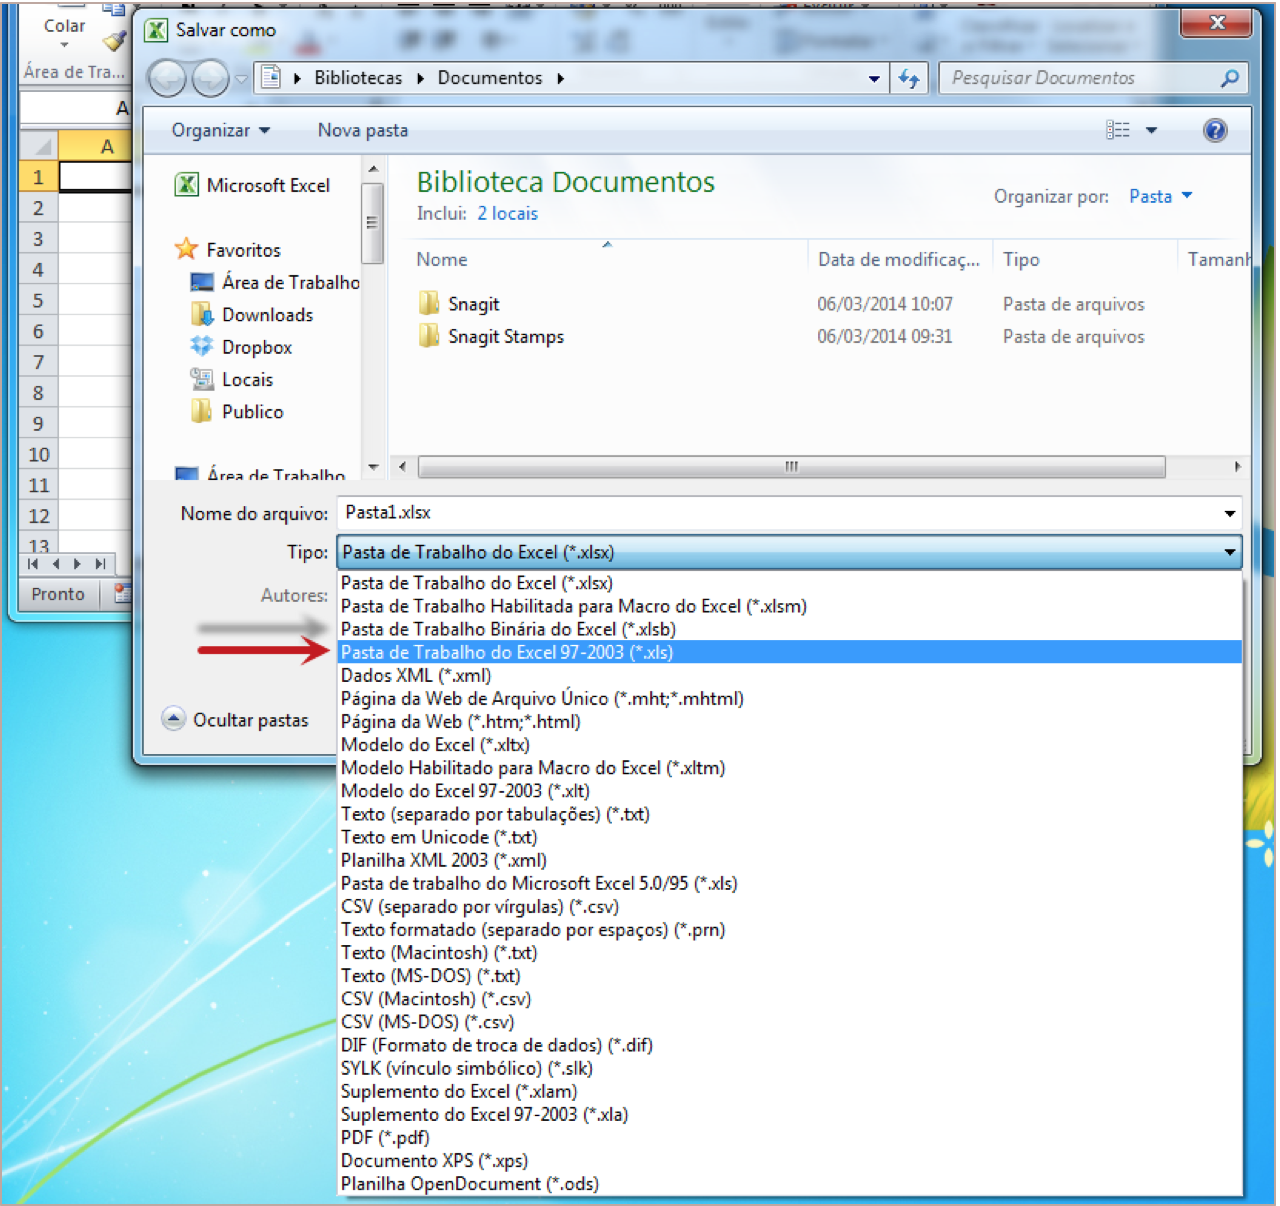 Colar
Área de Tra...
Salvar como
Bibliotecas
Documentos
Pesquisar Documentos
A
Organizar
Nova pasta
A
1
2
3
4
5
6
7
8
9
10
11
12
13
Microsoft Excel
Favoritos
Área de Trabalho
Downloads
Dropbox
Locais
Publico
Área de Trabalho
Biblioteca Documentos
Inclui: 2 locais
Organizar por: Pasta
Nome
Data de modificaç...
Tipo
Tamanh
Snagit
06/03/2014 10:07
Pasta de arquivos
Snagit Stamps
06/03/2014 09:31
Pasta de arquivos
Nome do arquivo: Pasta1.xlsx
Tipo: Pasta de Trabalho do Excel (*.xlsx)
Pronto
Autores:
Ocultar pastas
Pasta de Trabalho do Excel (*.xlsx)
Pasta de Trabalho Habilitada para Macro do Excel (*.xlsm)
Pasta de Trabalho Binária do Excel (*.xlsb)
Pasta de Trabalho do Excel 97-2003 (*.xls)
Dados XML (*.xml)
Página da Web de Arquivo Único (*.mht;*.mhtml)
Página da Web (*.htm;*.html)
Modelo do Excel (*.xltx)
Modelo Habilitado para Macro do Excel (*.xltm)
Modelo do Excel 97-2003 (*.xlt)
Texto (separado por tabulações) (*.txt)
Texto em Unicode (*.txt)
Planilha XML 2003 (*.xml)
Pasta de trabalho do Microsoft Excel 5.0/95 (*.xls)
CSV (separado por vírgulas) (*.csv)
Texto formatado (separado por espaços) (*.prn)
Texto (Macintosh) (*.txt)
Texto (MS-DOS) (*.txt)
CSV (Macintosh) (*.csv)
CSV (MS-DOS) (*.csv)
DIF (Formato de troca de dados) (*.dif)
SYLK (vínculo simbólico) (*.slk)
Suplemento do Excel (*.xlam)
Suplemento do Excel 97-2003 (*.xla)
PDF (*.pdf)
Documento XPS (*.xps)
Planilha OpenDocument (*.ods)